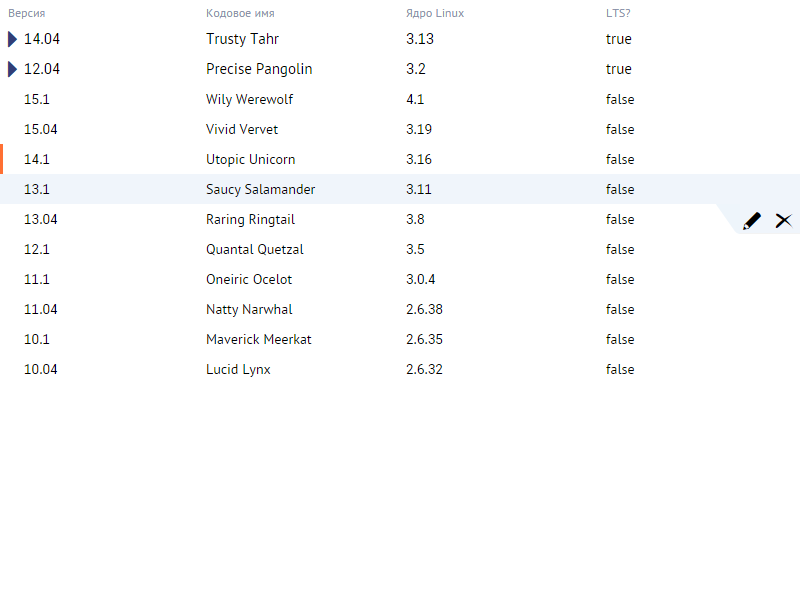 Версия Кодовое имя Ядро Linux LTS?
14.04 Trusty Tahr 3.13 true
12.04 Precise Pangolin 3.2 true
15.1 Wily Werewolf 4.1 false
15.04 Vivid Vervet 3.19 false
14.1 Utopic Unicorn 3.16 false
13.1 Saucy Salamander 3.11 false
13.04 Raring Ringtail 3.8 false
12.1 Quantal Quetzal 3.5 false
11.1 Oneiric Ocelot 3.0.4 false
11.04 Natty Narwhal 2.6.38 false
10.1 Maverick Meerkat 2.6.35 false
10.04 Lucid Lynx 2.6.32 false